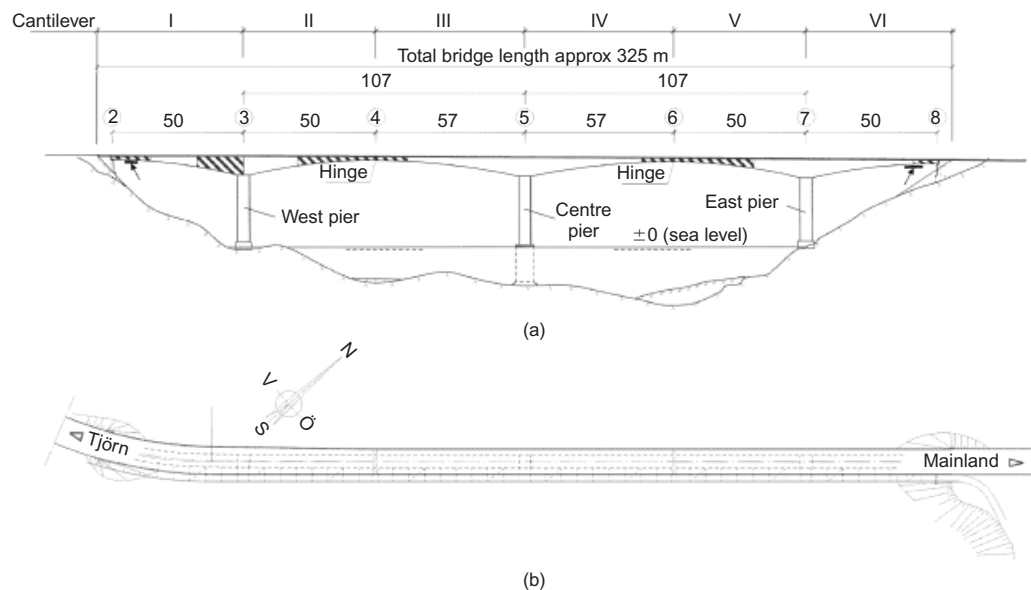 Cantilever I II III IV V VI
Total bridge length approx 325 m
107 107
2 3 4 5 6 7 8
50 50 57 57 50 50
Hinge Hinge
West pier Centre pier East pier
±0 (sea level)
(a)
N
V
Ö
S
Tjörn
Mainland
(b)